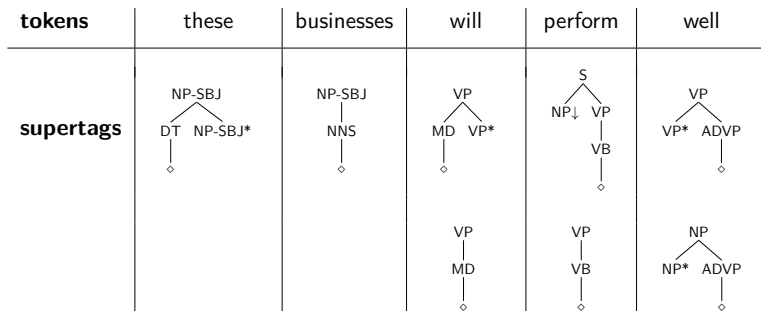 tokens these businesses will perform well
S
NP-SBJ NP-SBJ VP VP
NP↓ VP
supertags DT NP-SBJ* NNS MD VP* VP* ADVP
VB
⋄ ⋄ ⋄ ⋄
⋄
VP VP NP
MD VB NP* ADVP
⋄ ⋄ ⋄